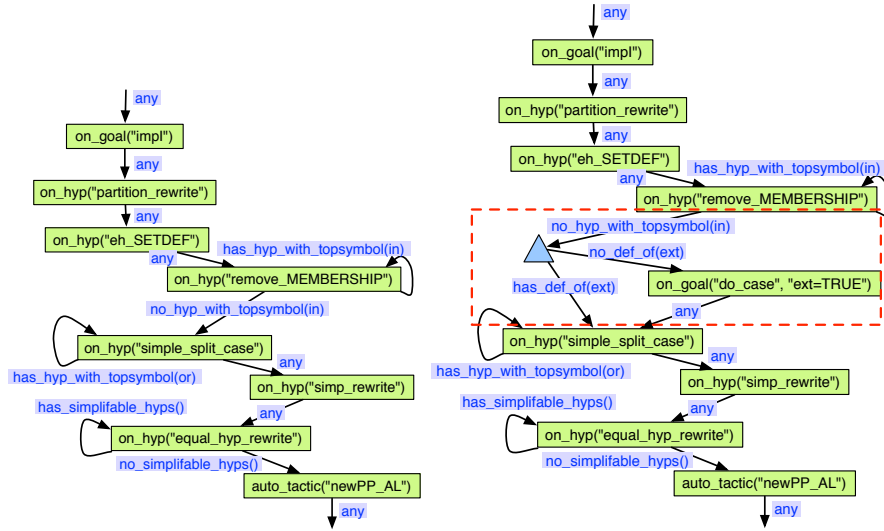 any
on_goal("impl")
any
on_hyp("partition_rewrite")
any
on_hyp("eh_SETDEF")
any
has_hyp_with_topsymbol(in)
on_hyp("remove_MEMBERSHIP")
no_hyp_with_topsymbol(in)
on_hyp("simple_split_case")
has_hyp_with_topsymbol(or)
any
on_hyp("simp_rewrite")
has_simplifable_hyps()
any
on_hyp("equal_hyp_rewrite")
no_simplifable_hyps()
auto_tactic("newPP_AL")
any
any
on_goal("impl")
any
on_hyp("partition_rewrite")
any
on_hyp("eh_SETDEF")
any
has_hyp_with_topsymbol(in)
on_hyp("remove_MEMBERSHIP")
no_hyp_with_topsymbol(in)
no_def_of(ext)
has_def_of(ext)
on_goal("do_case", "ext=TRUE")
any
on_hyp("simple_split_case")
has_hyp_with_topsymbol(or)
any
on_hyp("simp_rewrite")
has_simplifable_hyps()
any
on_hyp("equal_hyp_rewrite")
no_simplifable_hyps()
auto_tactic("newPP_AL")
any